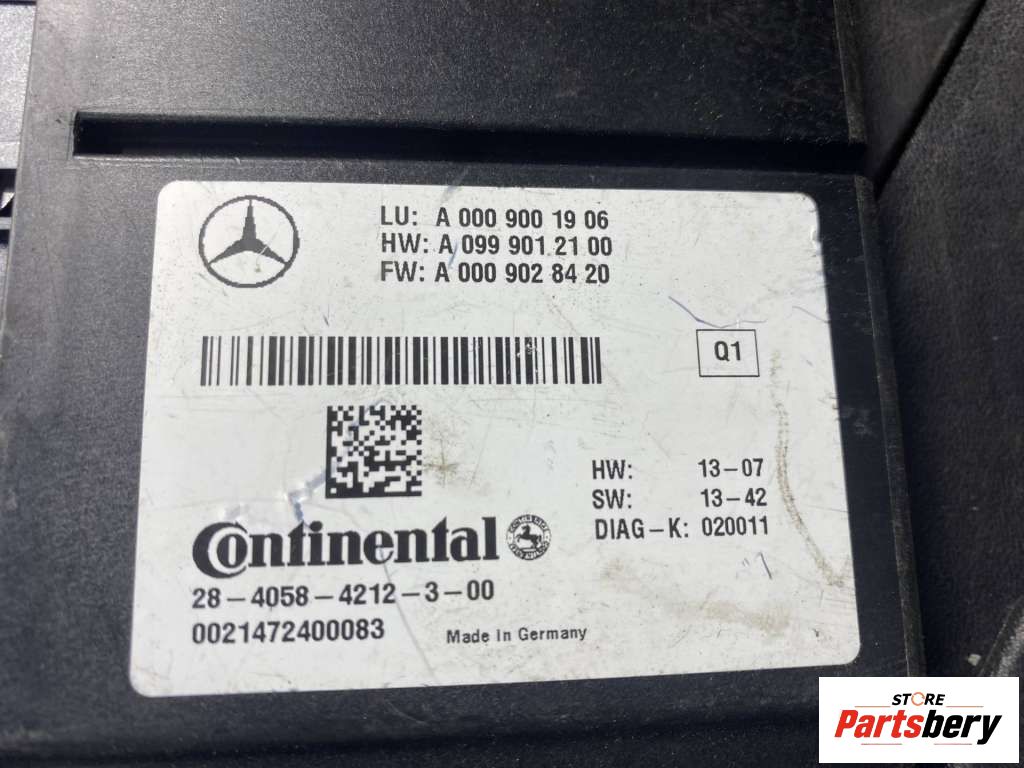 LU: A 000 900 19 06
HW: A 099 901 21 00
FW: A 000 902 84 20
Q1
HW: 13-07
SW: 13-42
DIAG-K: 020011
Continental
28-4058-4212-3-00
0021472400083
Made in Germany
STORE
Partsbery